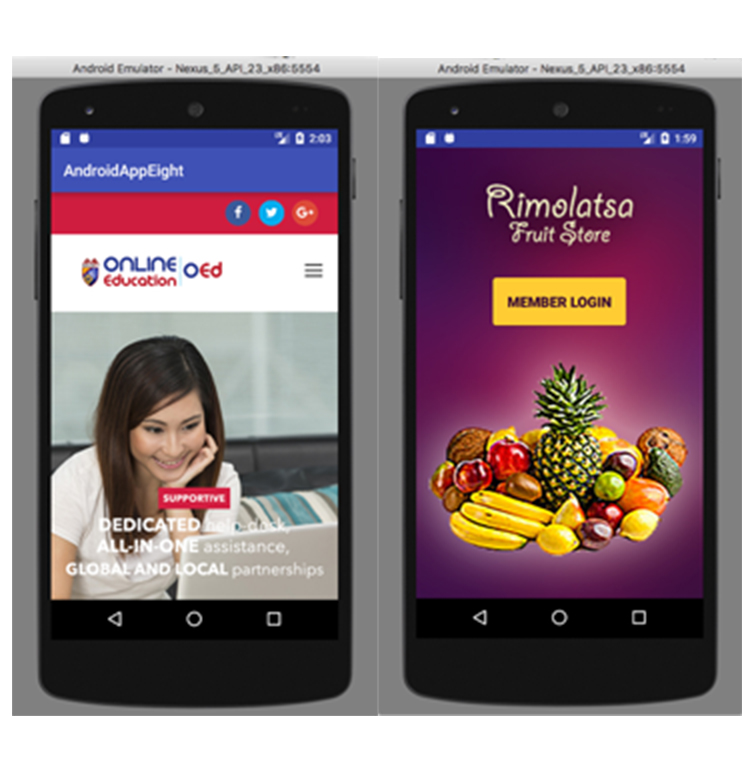 Android Emulator - Nexus_5_API_23_x86:5554
2:03
AndroidAppEight
f
G+
ONLINE
Education
OEd
SUPPORTIVE
DEDICATED help-desk,
ALL-IN-ONE assistance,
GLOBAL AND LOCAL partnerships
Android Emulator - Nexus_5_API_23_x86:5554
1:59
Rimolatsa
Fruit Store
MEMBER LOGIN